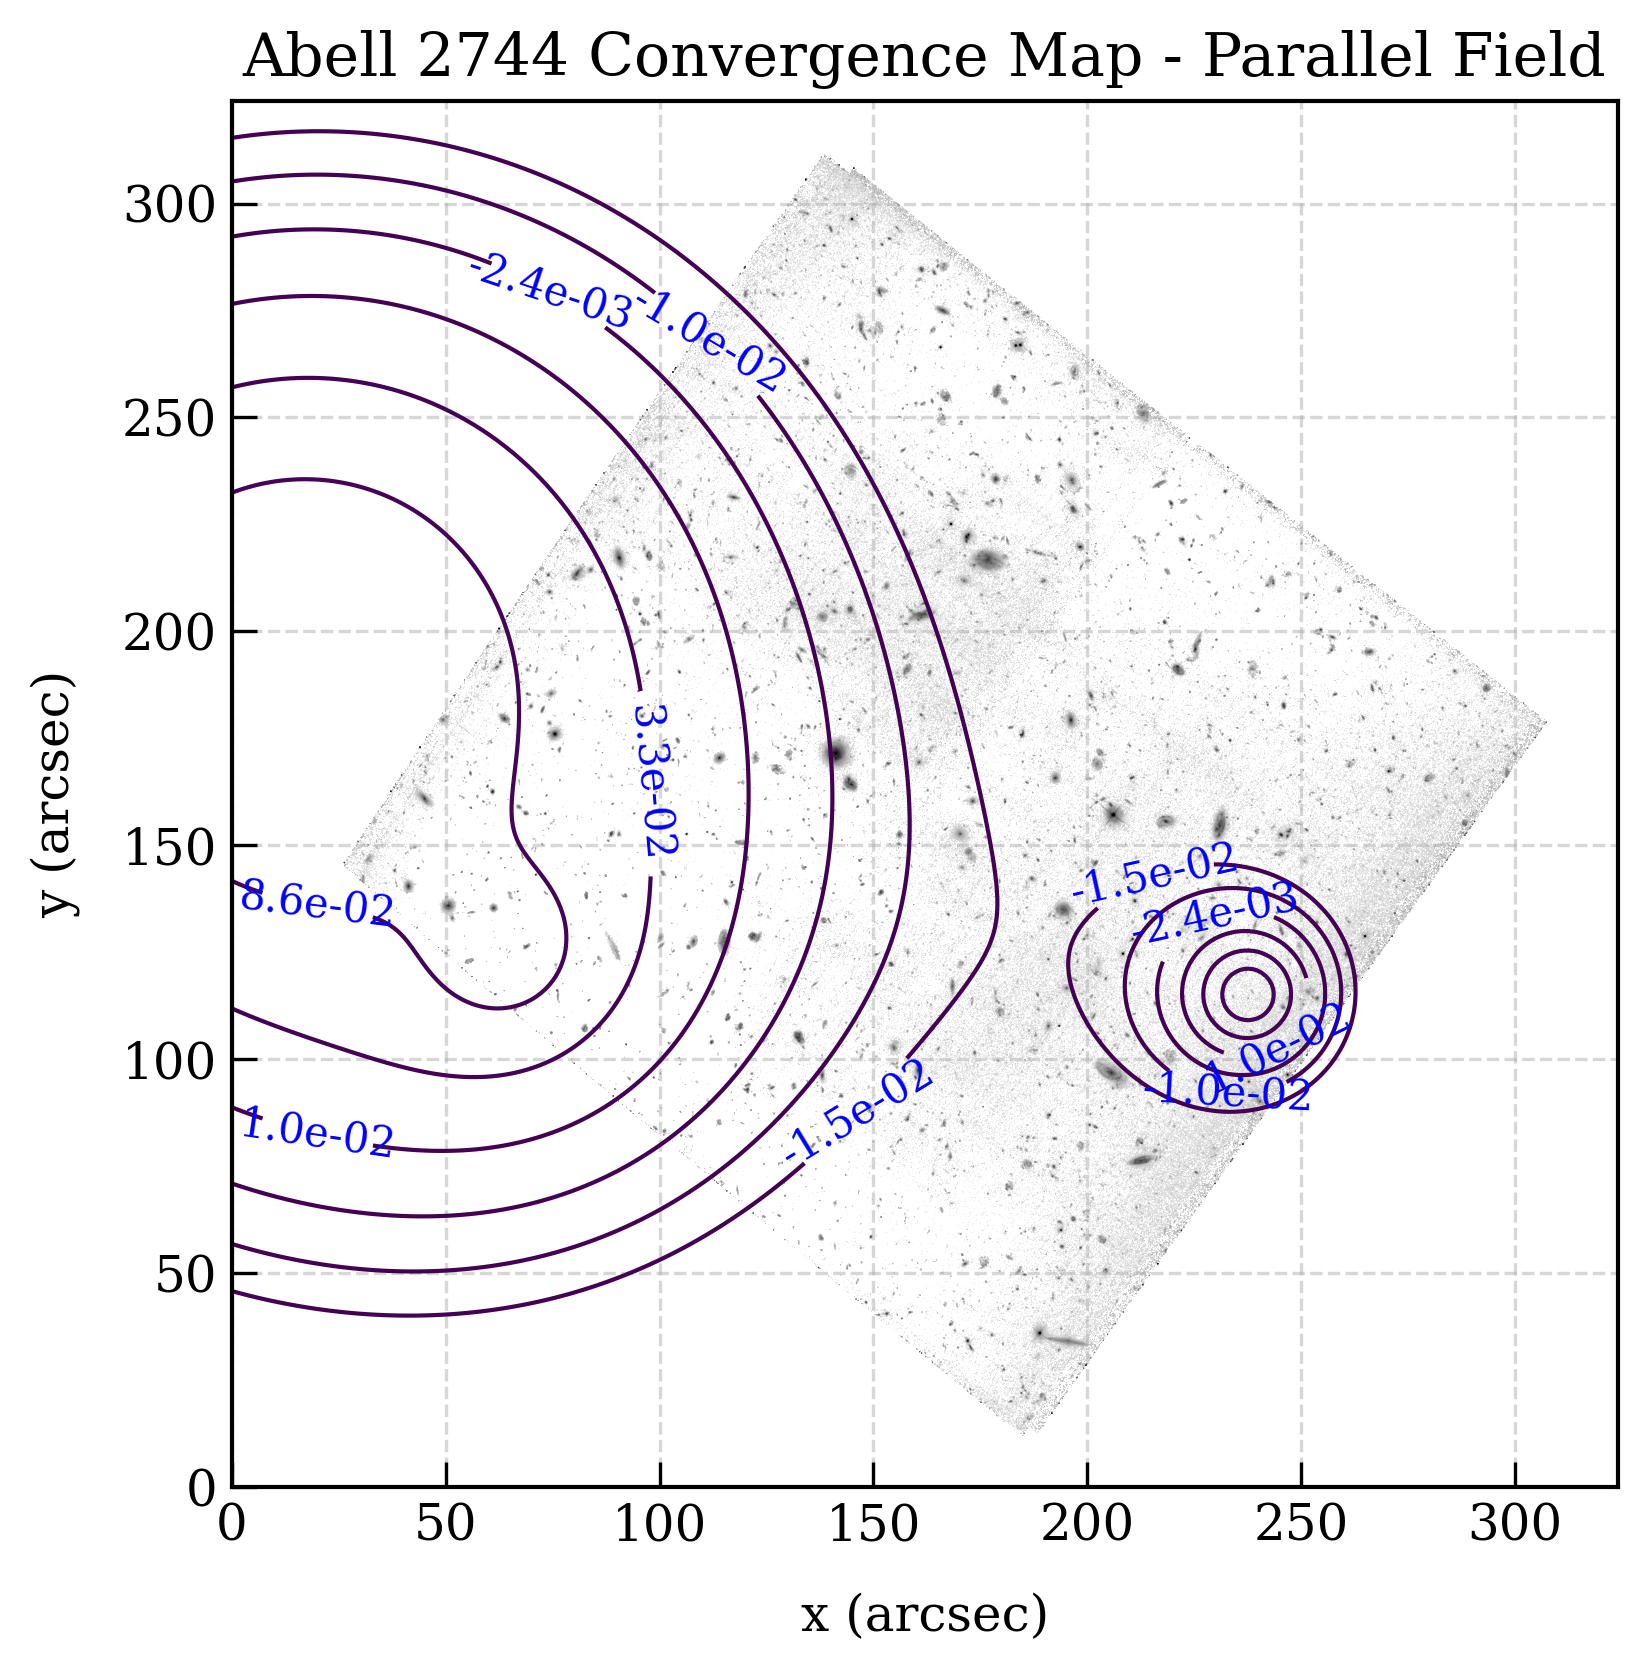 Abell 2744 Convergence Map - Parallel Field
300
250
200
150
100
50
0
y (arcsec)
-2.4e-03
-1.0e-02
3.3e-02
8.6e-02
1.0e-02
-1.5e-02
-1.5e-02
-2.4e-03
1.0e-02
-1.0e-02
0
50
100
150
200
250
300
x (arcsec)